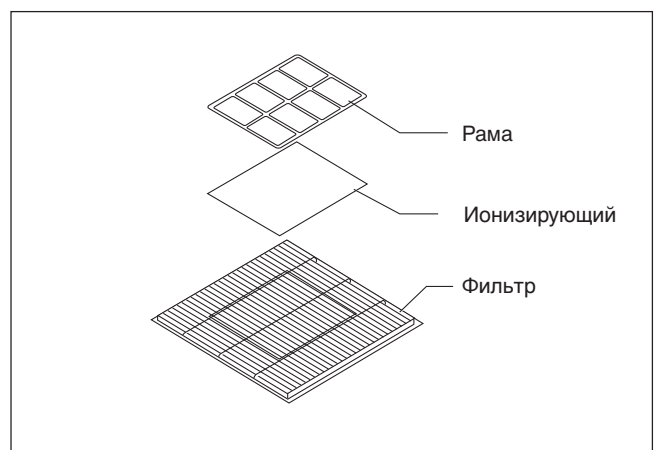 Рама
Ионизирующий
Фильтр